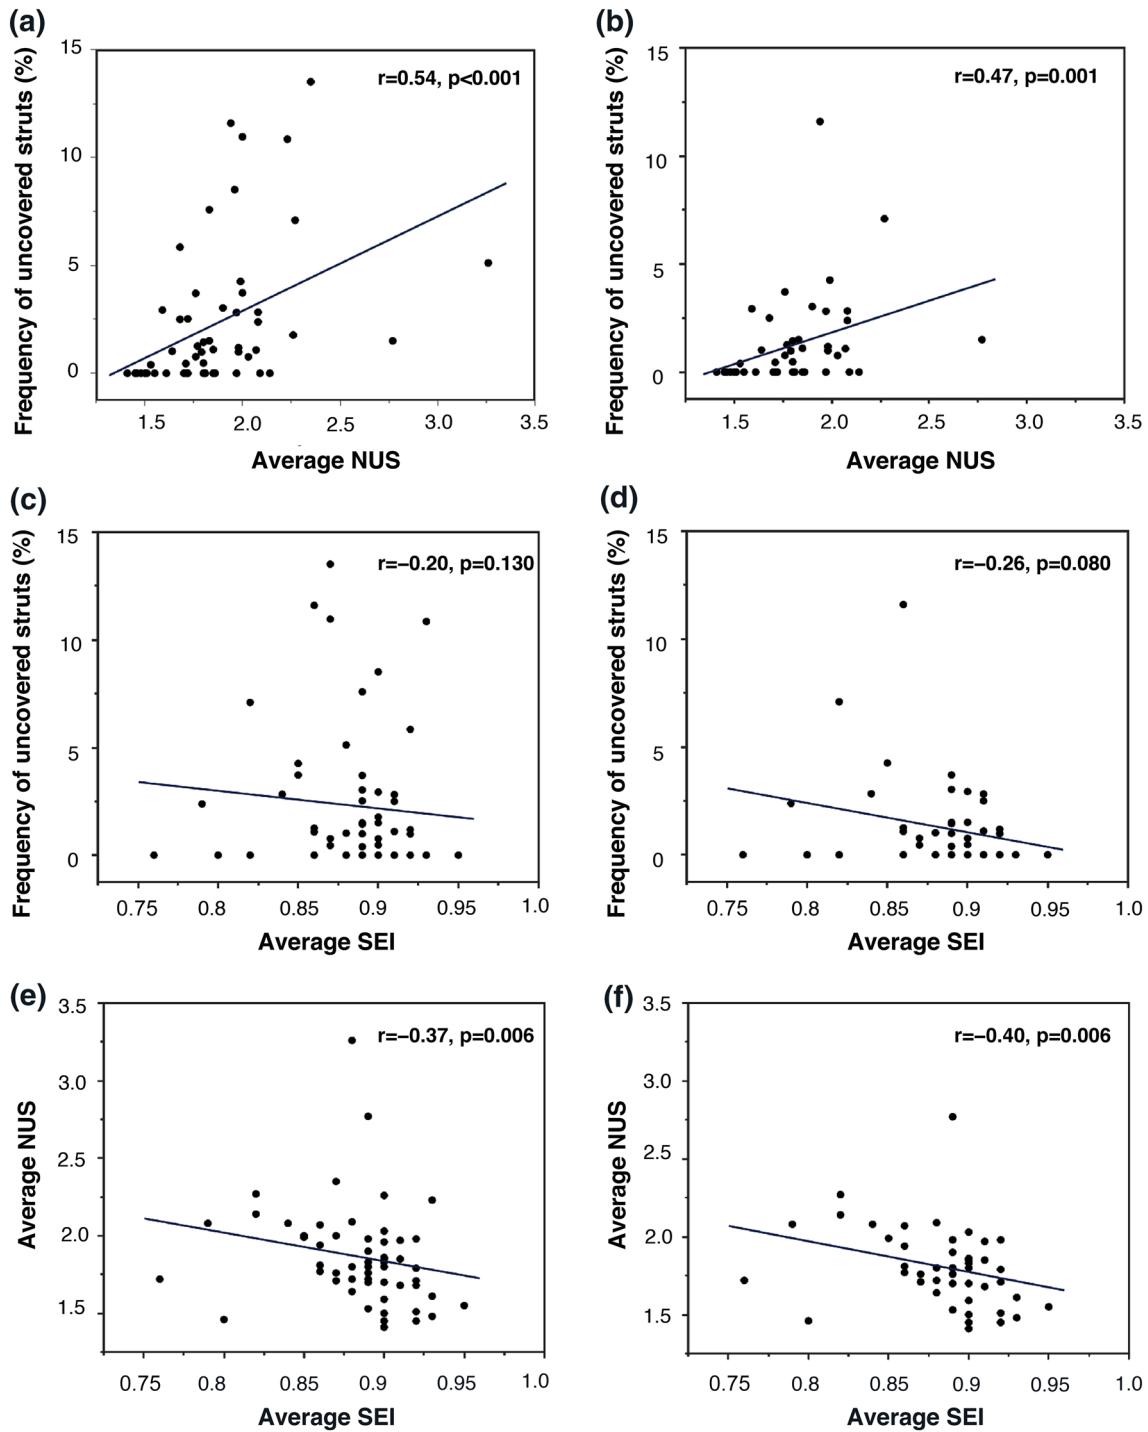 (a)
15
10
5
0
Frequency of uncovered struts (%)
r=0.54, p<0.001
1.5 2.0 2.5 3.0 3.5
Average NUS
(b)
15
10
5
0
Frequency of uncovered struts (%)
r=0.47, p=0.001
1.5 2.0 2.5 3.0 3.5
Average NUS
(c)
15
10
5
0
Frequency of uncovered struts (%)
r=−0.20, p=0.130
0.75 0.8 0.85 0.9 0.95 1.0
Average SEI
(d)
15
10
5
0
Frequency of uncovered struts (%)
r=−0.26, p=0.080
0.75 0.8 0.85 0.9 0.95 1.0
Average SEI
(e)
3.5
3.0
2.5
2.0
1.5
Average NUS
r=−0.37, p=0.006
0.75 0.8 0.85 0.9 0.95 1.0
Average SEI
(f)
3.5
3.0
2.5
2.0
1.5
Average NUS
r=−0.40, p=0.006
0.75 0.8 0.85 0.9 0.95 1.0
Average SEI